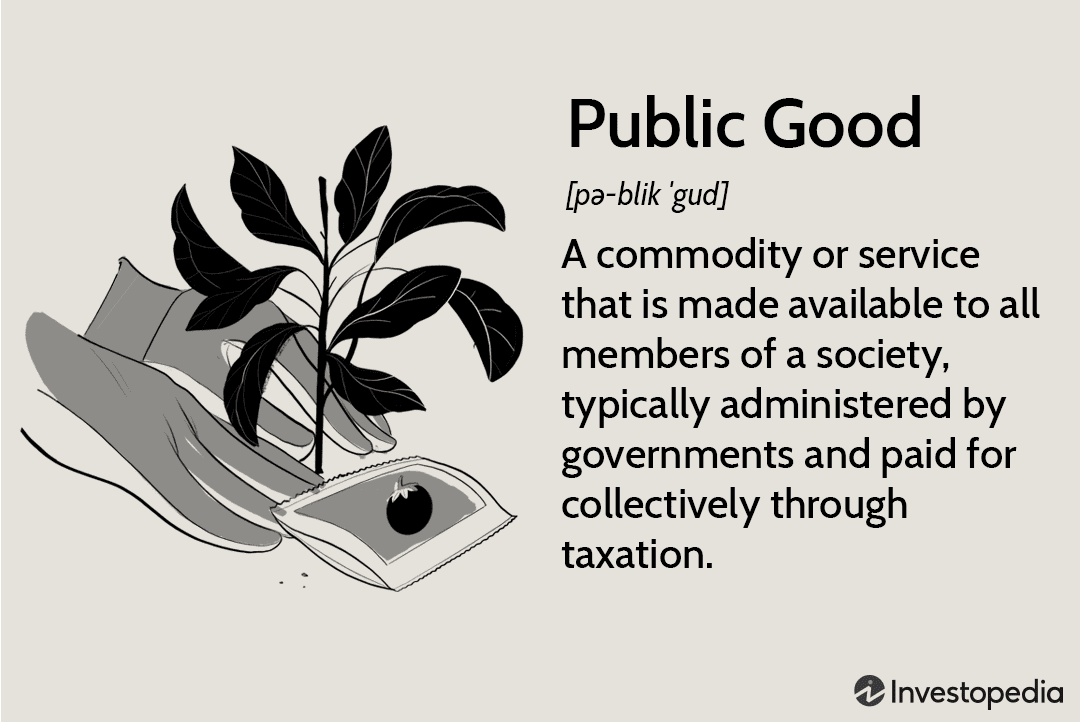 Public Good
[pə-blik 'gud]
A commodity or service
that is made available to all
members of a society,
typically administered by
governments and paid for
collectively through
taxation.
Investopedia